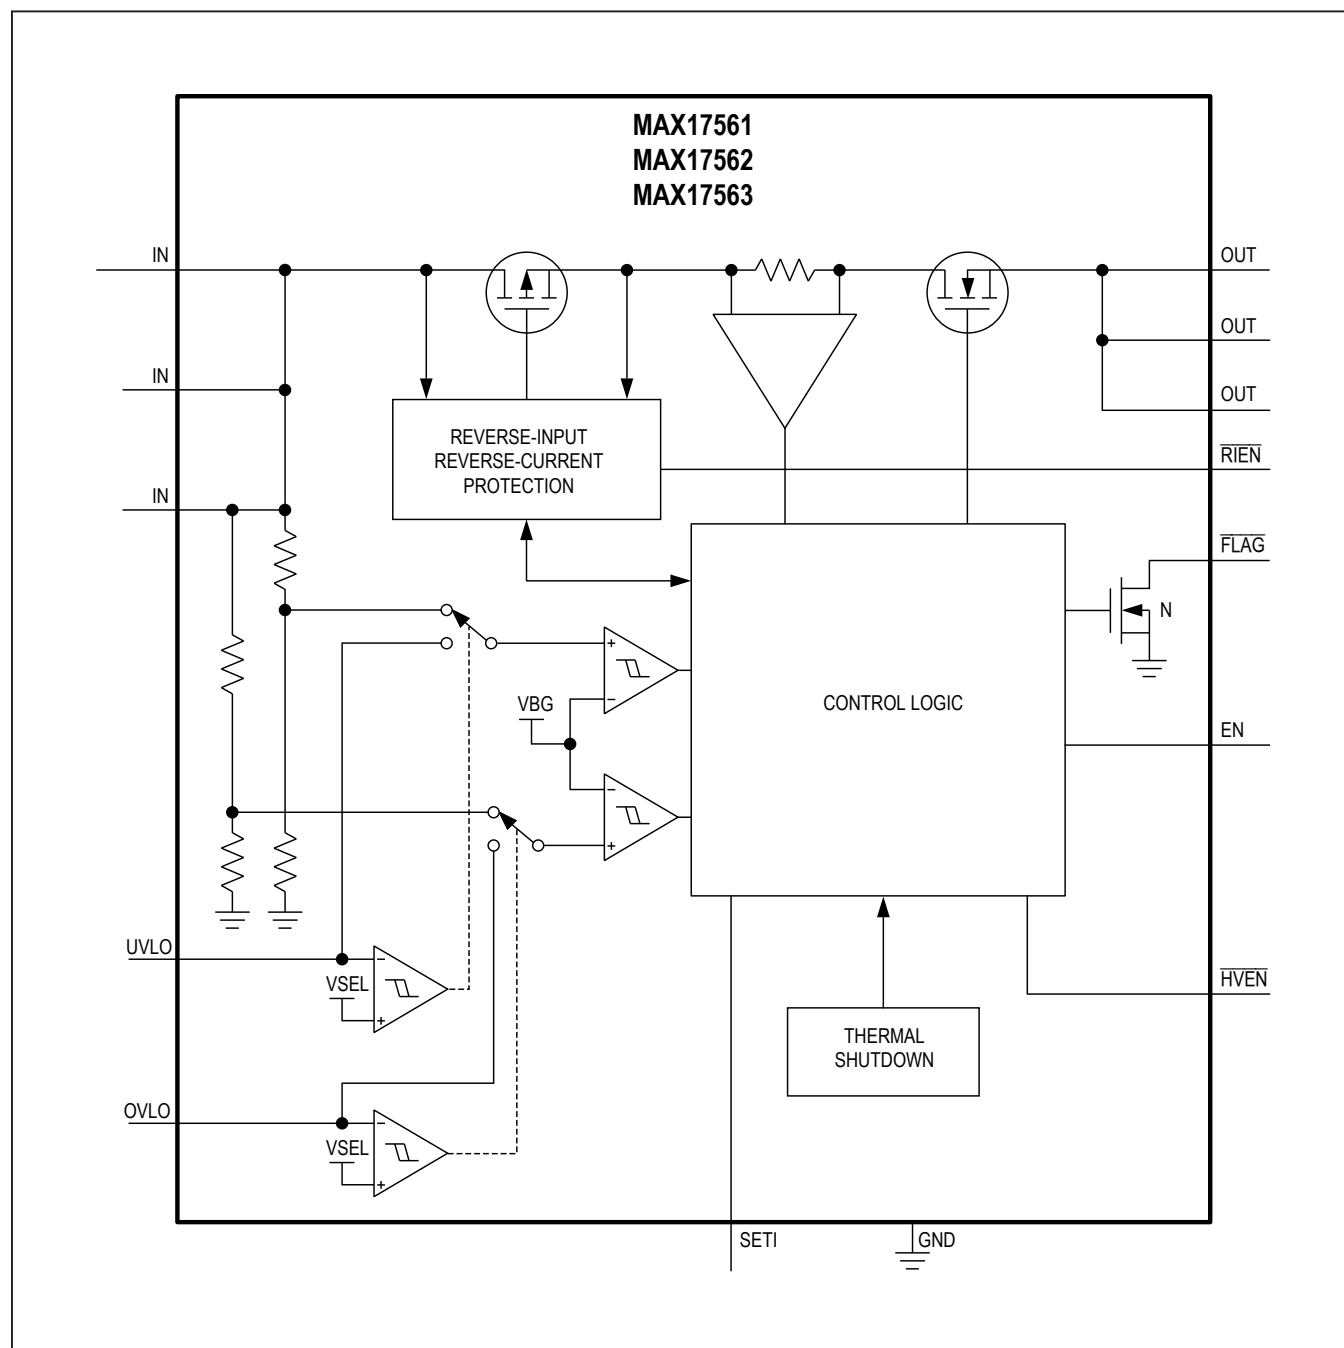 MAX17561
MAX17562
MAX17563
IN
OUT
OUT
IN
OUT
REVERSE-INPUT
REVERSE-CURRENT
PROTECTION
RIEN
IN
FLAG
N
+
-
VBG
CONTROL LOGIC
EN
-
+
UVLO
-
VSEL
+
HVEN
THERMAL
SHUTDOWN
OVLO
-
VSEL
+
SETI
GND